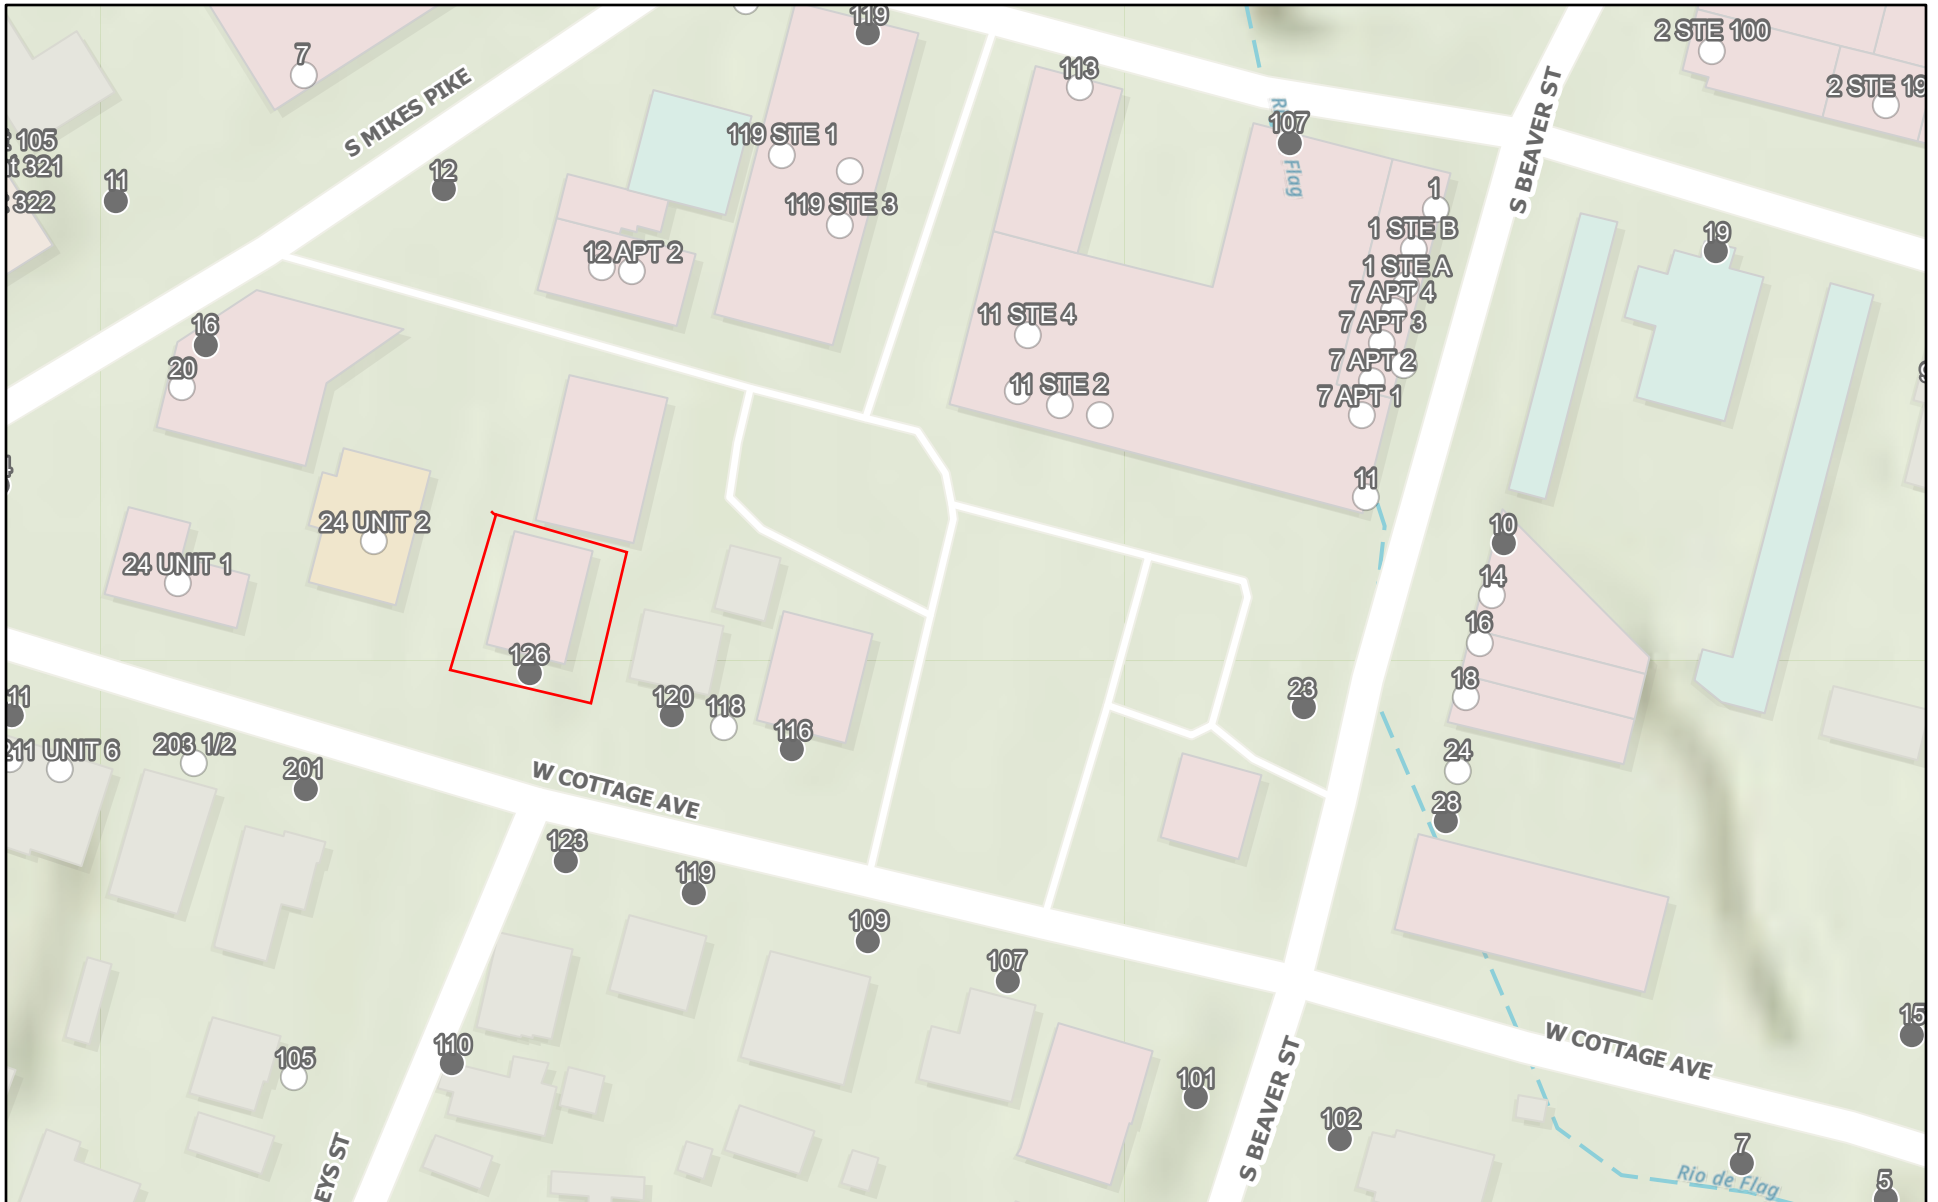 119
2 STE 100
7
113
2 STE 19
S MIKES PIKE
S BEAVER ST
107
119 STE 1
105
t 321
322
11
12
Flag
1
119 STE 3
1 STE B
19
12 APT 2
1 STE A
7 APT 4
11 STE 4
7 APT 3
16
20
7 APT 2
11 STE 2
7 APT 1
11
24 UNIT 2
10
24 UNIT 1
14
16
126
18
23
11
120
118
116
211 UNIT 6
203 1/2
201
24
W COTTAGE AVE
28
123
119
109
107
15
110
105
W COTTAGE AVE
101
S BEAVER ST
102
EYS ST
7
Rio de Flag
5